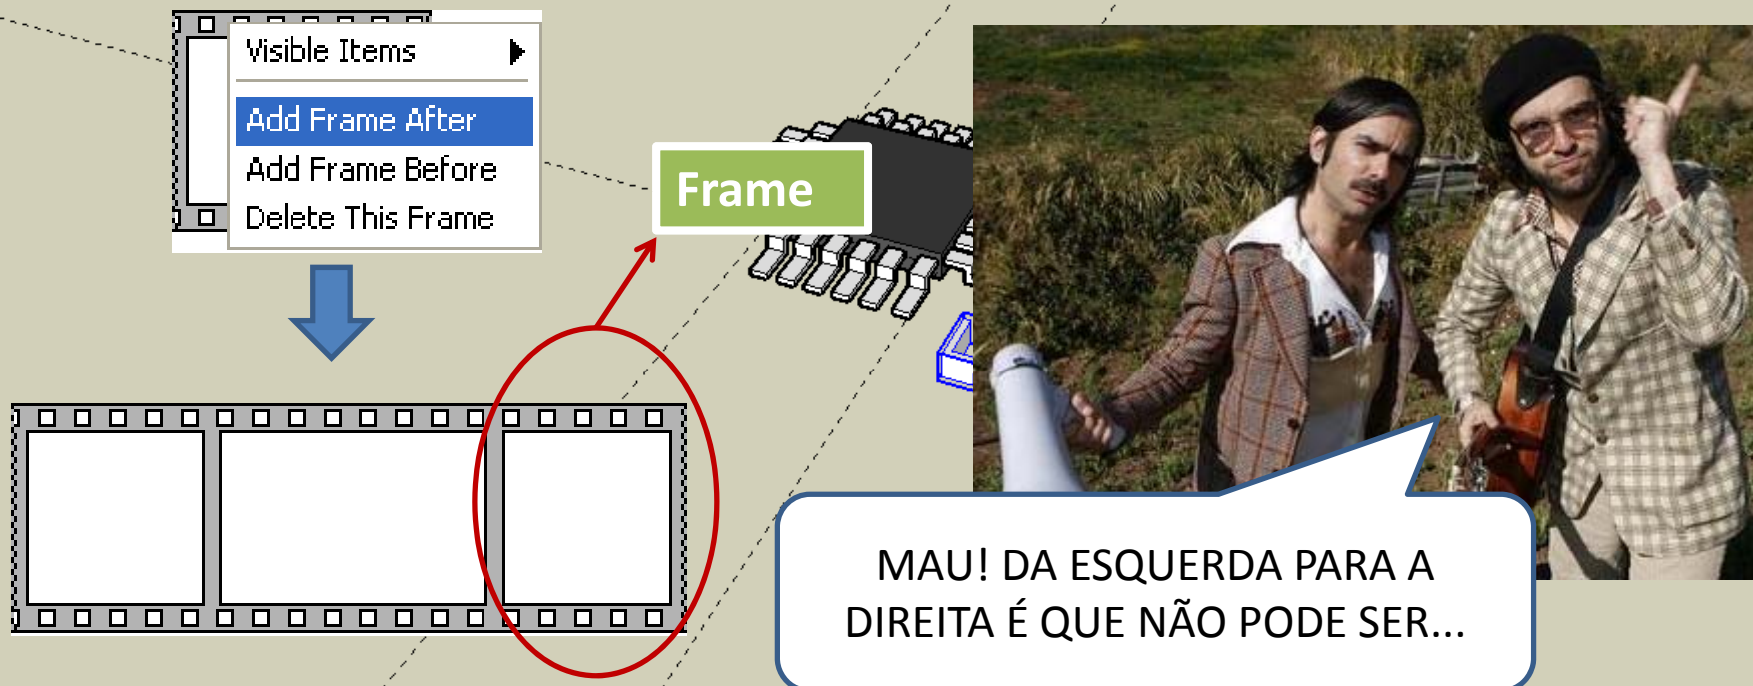 Visible Items
Add Frame After
Add Frame Before
Delete This Frame
Frame
MAU! DA ESQUERDA PARA A
DIREITA É QUE NÃO PODE SER...